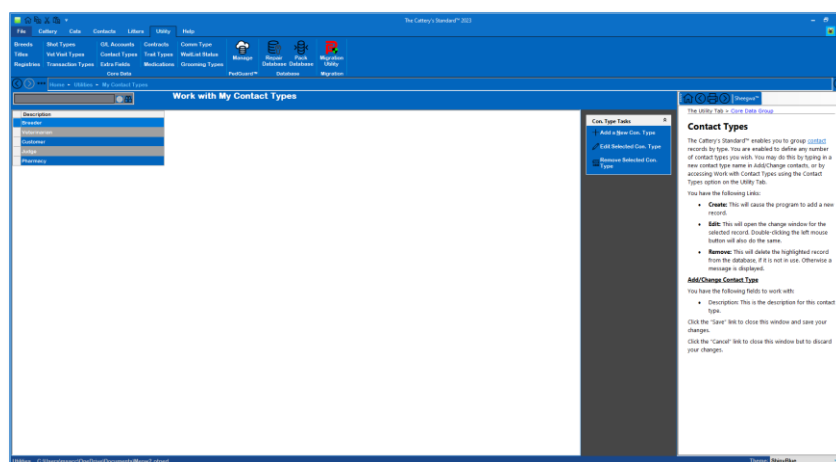 The Cattery's Standard™ 2023
File Cattery Cats Contacts Litters Utility Help
Breeds Shot Types G/L Accounts Contracts Comm Type
Titles Vet Visit Types Contact Types Trait Types WaitList Status
Registries Transaction Types Extra Fields Medications Grooming Types
Manage
Repair Database
Pack Database
Migration Utility
Core Data PedGuard™ Database Migration
Home Utilities My Contact Types
Work with My Contact Types
Description
Breeder
Veterinarian
Customer
Judge
Pharmacy
Con. Type Tasks
Add a New Con. Type
Edit Selected Con. Type
Remove Selected Con. Type
The Utility Tab > Core Data Group
Contact Types
The Cattery's Standard™ enables you to group contact
records by type. You are enabled to define any number
of contact types you wish. You may do this by typing in a
new contact type name in Add/Change contacts, or by
accessing Work with Contact Types using the Contact
Types option on the Utility Tab.
You have the following Links:
• Create: This will cause the program to add a new
record.
• Edit: This will open the change window for the
selected record. Double-clicking the left mouse
button will also do the same.
• Remove: This will delete the highlighted record
from the database, if it is not in use. Otherwise a
message is displayed.
Add/Change Contact Type
You have the following fields to work with:
• Description: This is the description for this contact
type.
Click the "Save" link to close this window and save your
changes.
Click the "Cancel" link to close this window but to discard
your changes.
Utilities
Theme: ShinyBlue